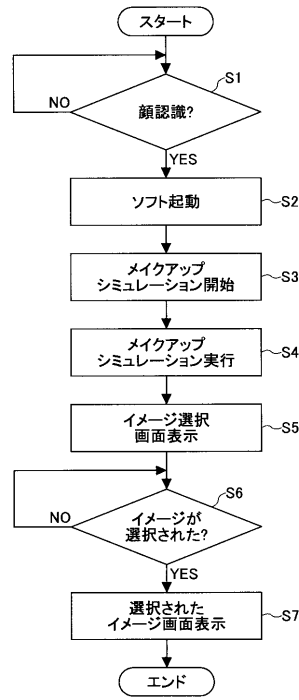 スタート
S1
顔認識?
NO
YES
ソフト起動
S2
メイクアップ
シミュレーション開始
S3
メイクアップ
シミュレーション実行
S4
イメージ選択
画面表示
S5
S6
イメージが
選択された?
NO
YES
選択された
イメージ画面表示
S7
エンド